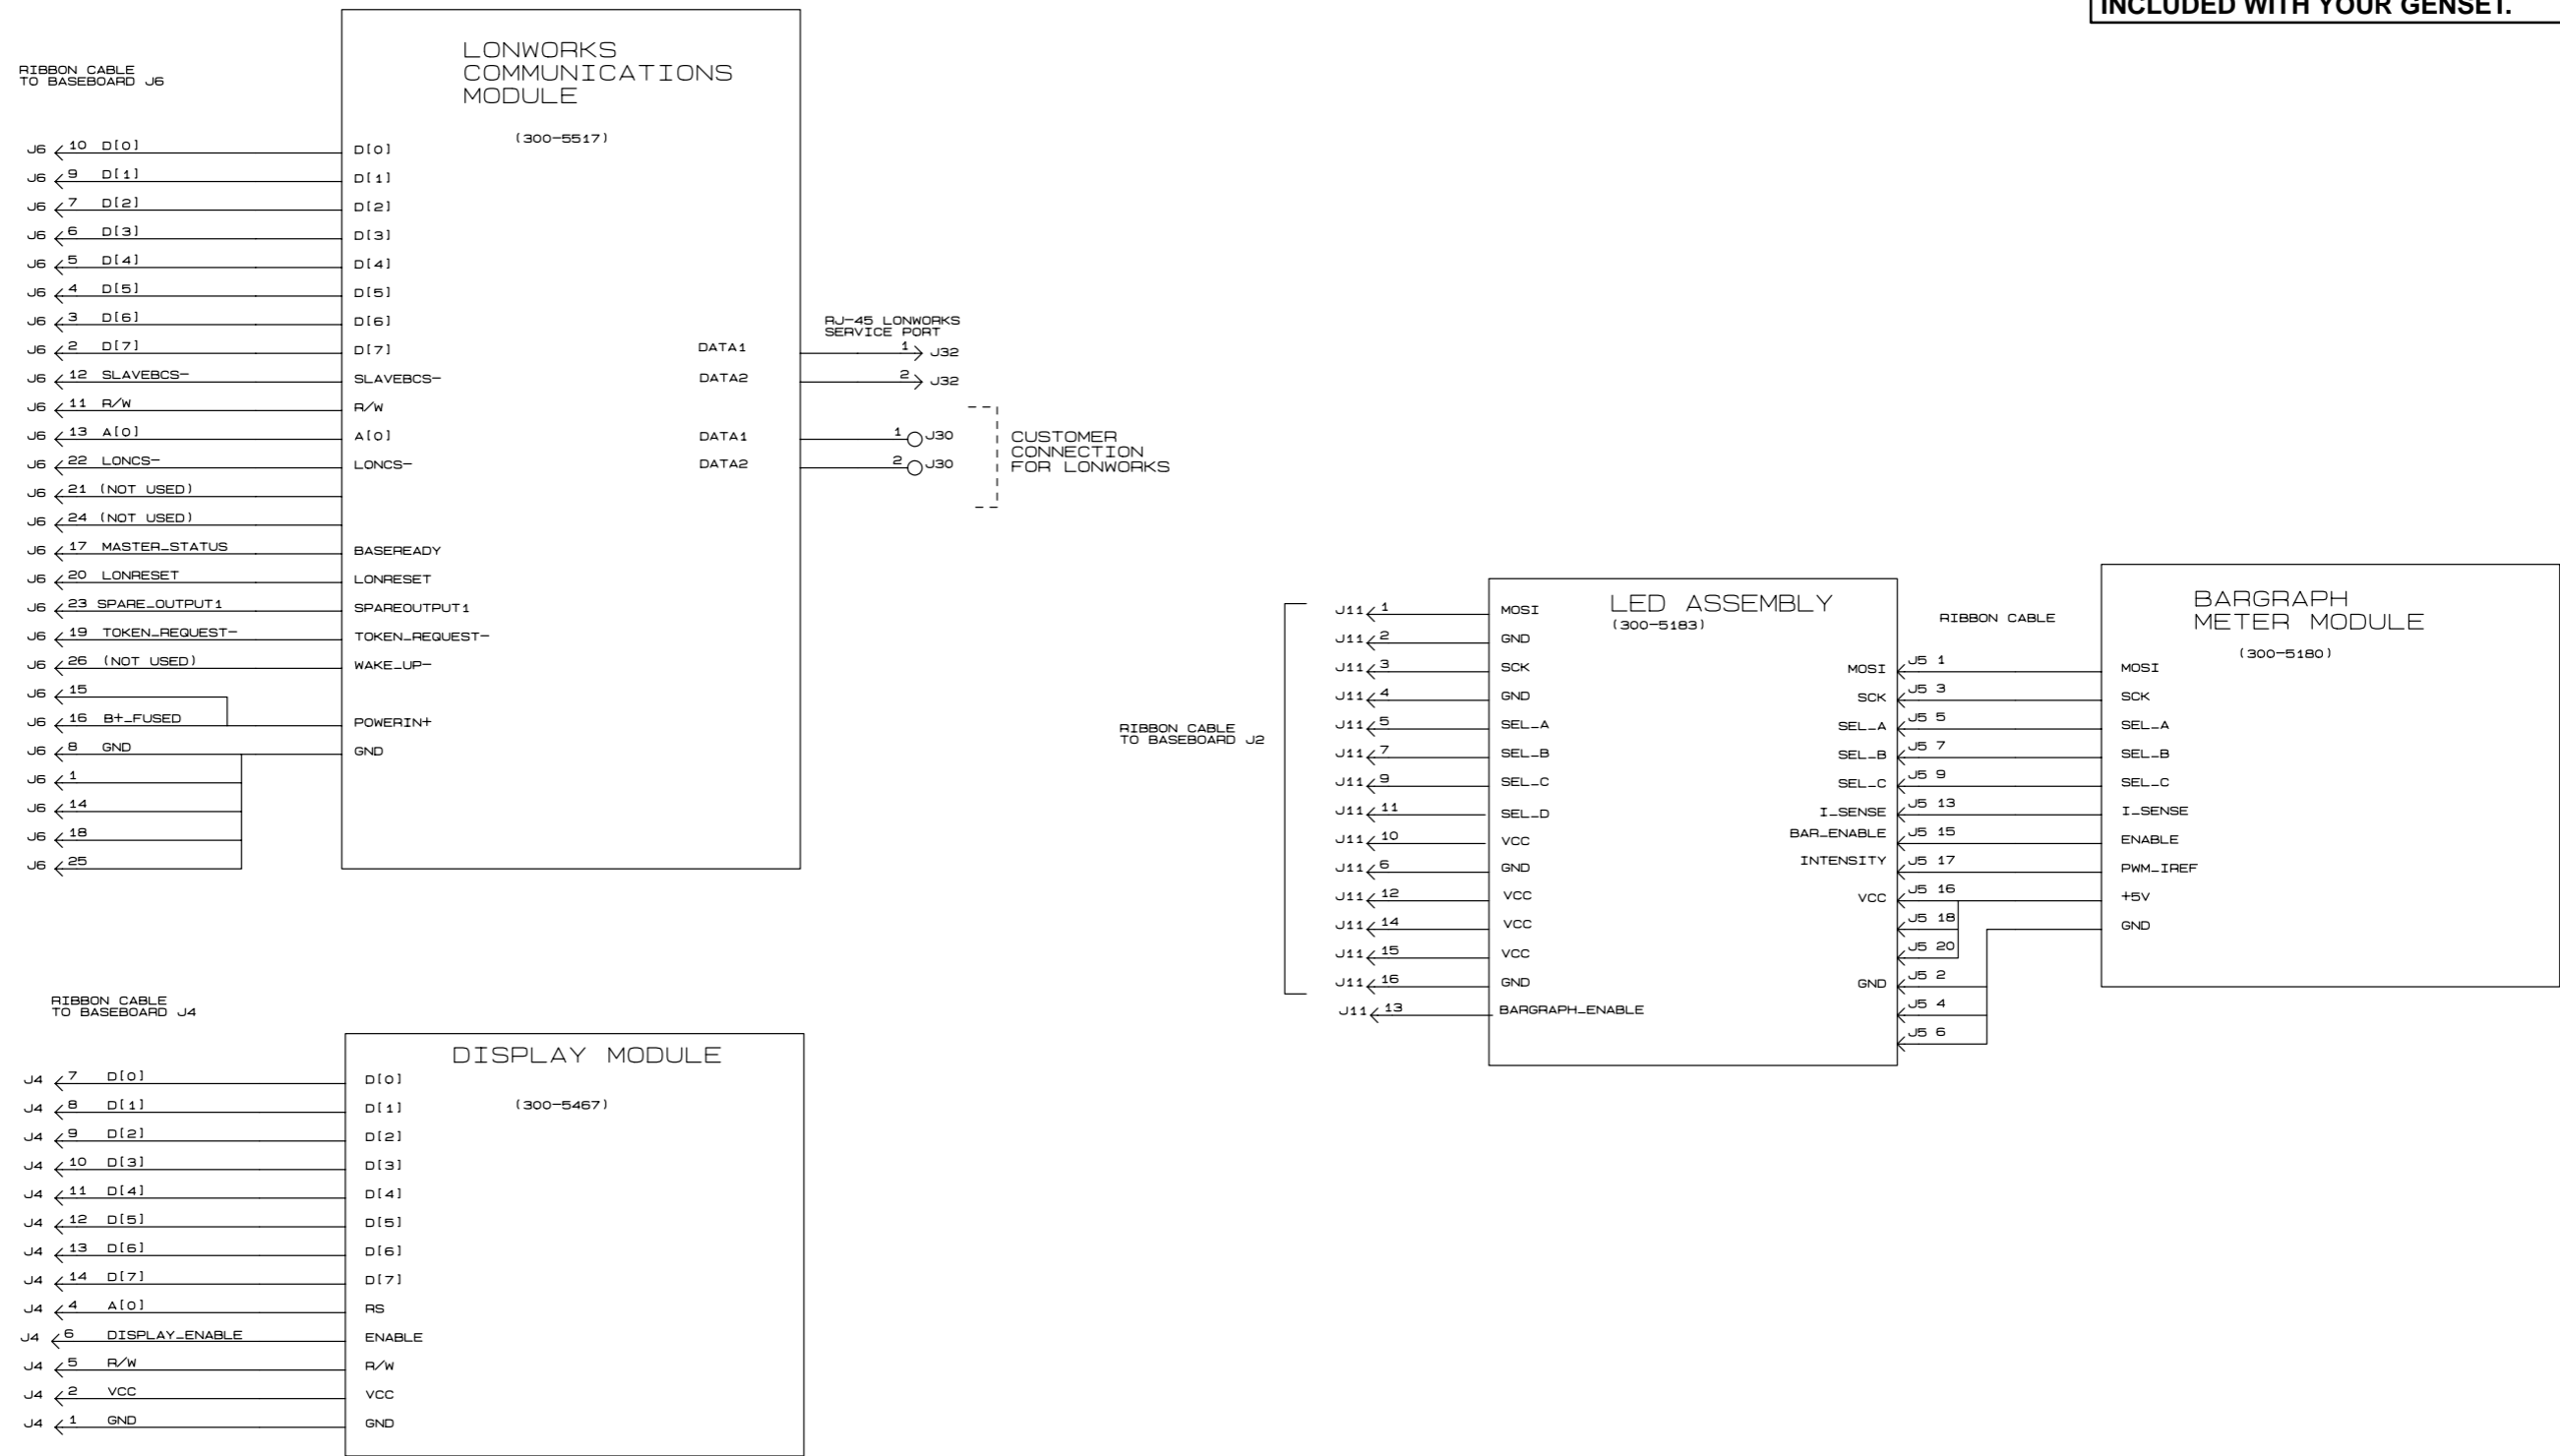 INCLUDED WITH YOUR GENSET.
RIBBON CABLE
TO BASEBOARD J6
LONWORKS
COMMUNICATIONS
MODULE
(300-5517)
J6 10 D[0] D[0]
J6 9 D[1] D[1]
J6 7 D[2] D[2]
J6 6 D[3] D[3]
J6 5 D[4] D[4]
J6 4 D[5] D[5]
J6 3 D[6] D[6]
J6 2 D[7] D[7]
J6 12 SLAVEBCS- SLAVEBCS-
J6 11 R/W R/W
J6 13 A[0] A[0]
J6 22 LONCS- LONCS-
J6 21 (NOT USED)
J6 24 (NOT USED)
J6 17 MASTER_STATUS BASEREADY
J6 20 LONRESET LONRESET
J6 23 SPARE_OUTPUT1 SPAREOUTPUT1
J6 19 TOKEN_REQUEST- TOKEN_REQUEST-
J6 26 (NOT USED) WAKE_UP-
J6 15
J6 16 B+_FUSED POWERIN+
J6 8 GND GND
J6 1
J6 14
J6 18
J6 25
RJ-45 LONWORKS
SERVICE PORT
DATA1 1 J32
DATA2 2 J32
DATA1 1 J30
DATA2 2 J30
CUSTOMER
CONNECTION
FOR LONWORKS
RIBBON CABLE
TO BASEBOARD J4
DISPLAY MODULE
(300-5467)
J4 7 D[0] D[0]
J4 8 D[1] D[1]
J4 9 D[2] D[2]
J4 10 D[3] D[3]
J4 11 D[4] D[4]
J4 12 D[5] D[5]
J4 13 D[6] D[6]
J4 14 D[7] D[7]
J4 4 A[0] RS
J4 6 DISPLAY_ENABLE ENABLE
J4 5 R/W R/W
J4 2 VCC VCC
J4 1 GND GND
RIBBON CABLE
TO BASEBOARD J2
LED ASSEMBLY
(300-5183)
J11 1 MOSI
J11 2 GND
J11 3 SCK
J11 4 GND
J11 5 SEL_A
J11 7 SEL_B
J11 9 SEL_C
J11 11 SEL_D
J11 10 VCC
J11 6 GND
J11 12 VCC
J11 14 VCC
J11 15 VCC
J11 16 GND
J11 13 BARGRAPH_ENABLE
RIBBON CABLE
BARGRAPH
METER MODULE
(300-5180)
MOSI J5 1 MOSI
SCK J5 3 SCK
SEL_A J5 5 SEL_A
SEL_B J5 7 SEL_B
SEL_C J5 9 SEL_C
I_SENSE J5 13 I_SENSE
BAR_ENABLE J5 15 ENABLE
INTENSITY J5 17 PWM_IREF
VCC J5 16 +5V
J5 18 GND
J5 20
GND J5 2
J5 4
J5 6